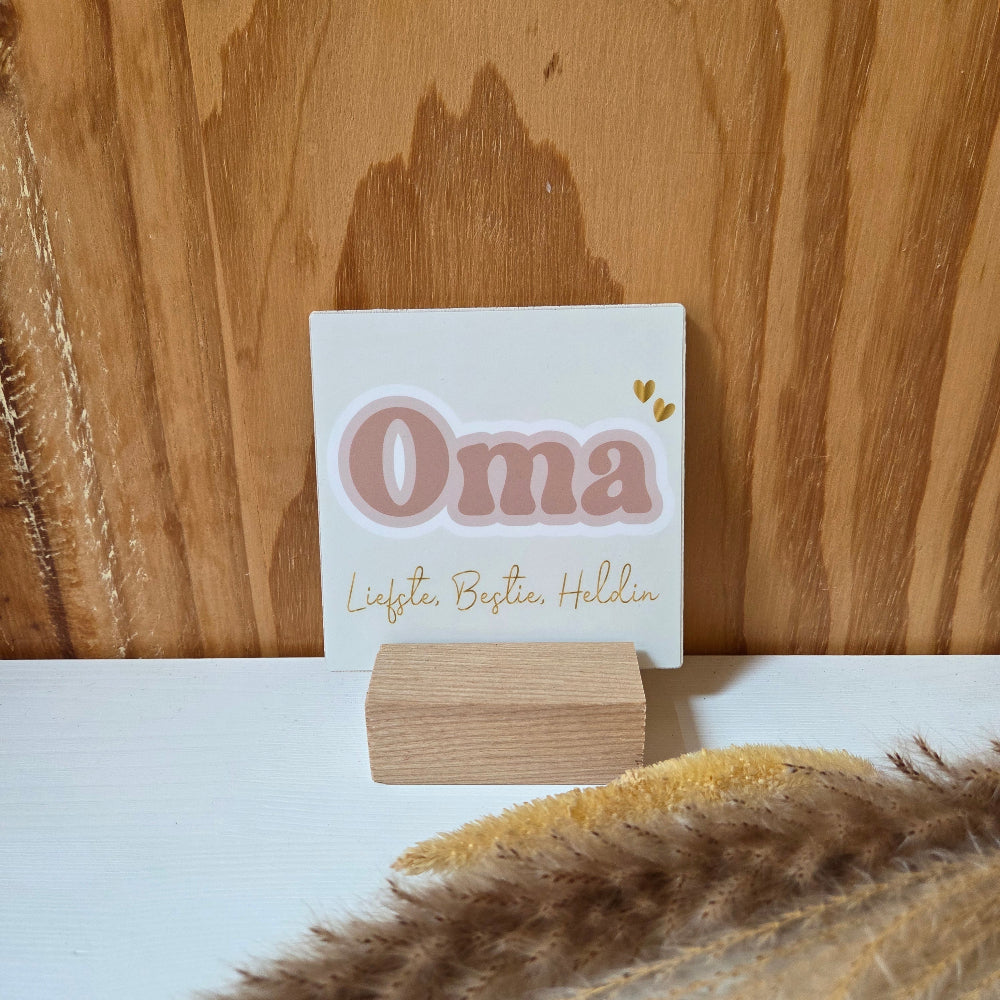 Oma
Liefste, Bestie, Heldin